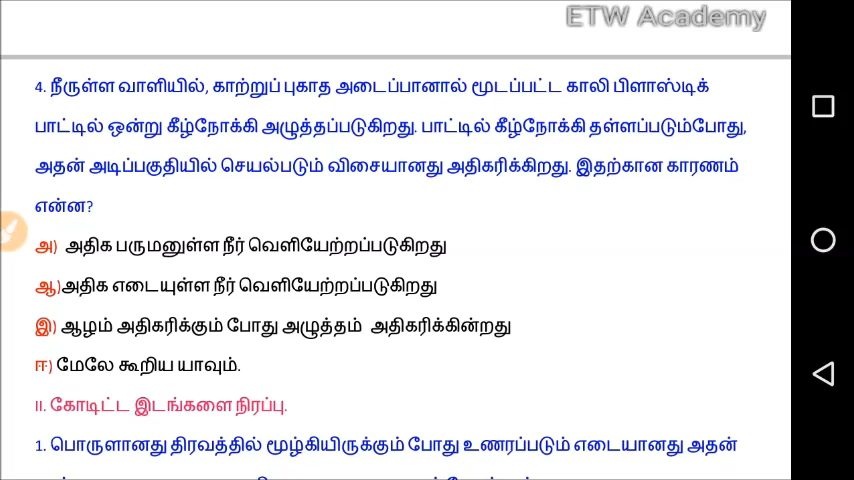 ETW Academy
4. நீருள்ள வாளியில், காற்றுப் புகாத அடைப்பானால் மூடப்பட்ட காலி பிளாஸ்டிக்
பாட்டில் ஒன்று கீழ்நோக்கி அழுத்தப்படுகிறது. பாட்டில் கீழ்நோக்கி தள்ளப்படும்போது,
அதன் அடிப்பகுதியில் செயல்படும் விசையானது அதிகரிக்கிறது. இதற்கான காரணம்
என்ன?
அ) அதிக பருமனுள்ள நீர் வெளியேற்றப்படுகிறது
ஆ)அதிக எடையுள்ள நீர் வெளியேற்றப்படுகிறது
இ) ஆழம் அதிகரிக்கும் போது அழுத்தம் அதிகரிக்கின்றது
ஈ) மேலே கூறிய யாவும்.
II. கோடிட்ட இடங்களை நிரப்பு.
1. பொருளானது திரவத்தில் மூழ்கியிருக்கும் போது உணரப்படும் எடையானது அதன்